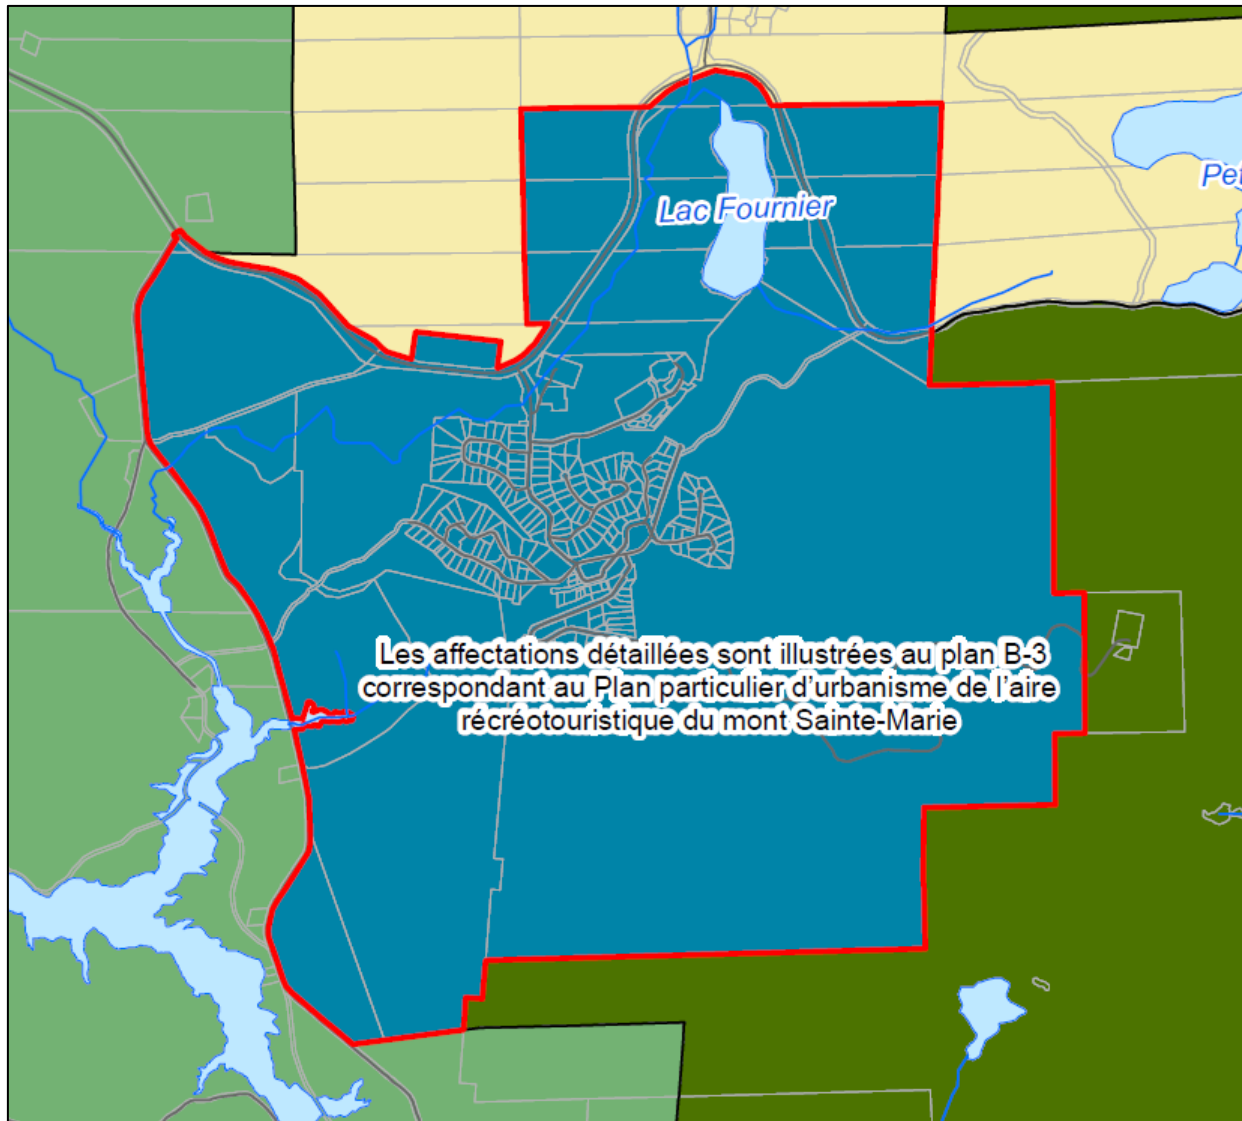 Lac Fournier
Pet
Les affectations détaillées sont illustrées au plan B-3
correspondant au Plan particulier d'urbanisme de l'aire
récréotouristique du mont Sainte-Marie